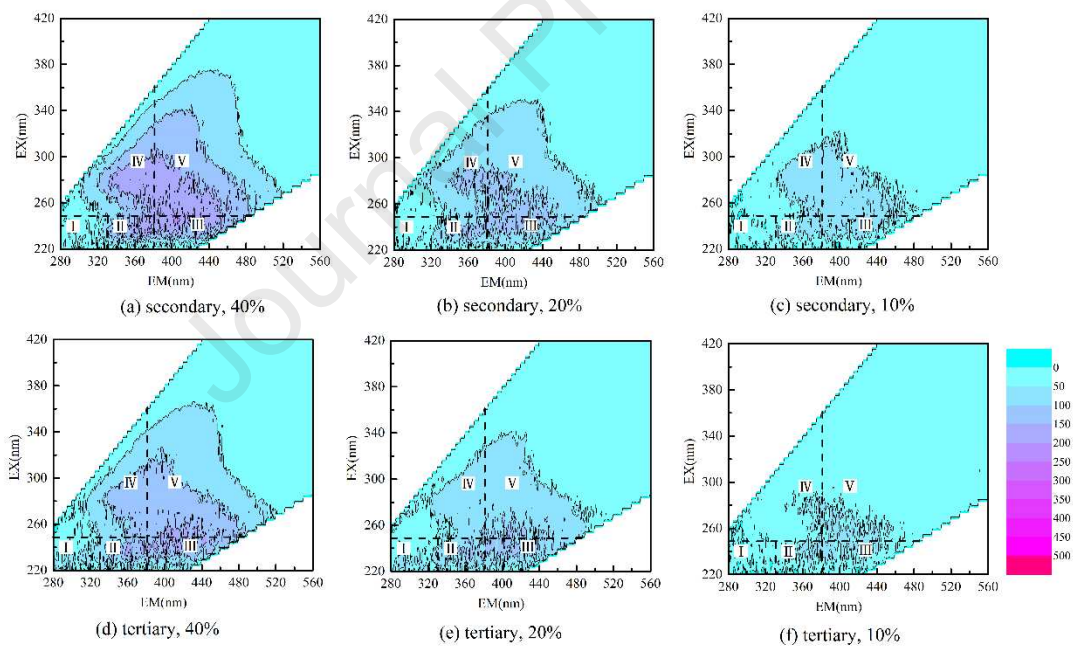 Journal Pr
420
380
340
300
260
220
EX(nm)
IV V
I II III
280 320 360 400 440 480 520 560
EM(nm)
(a) secondary, 40%
420
380
340
300
260
220
EX(nm)
IV V
I II III
280 320 360 400 440 480 520 560
EM(nm)
(b) secondary, 20%
420
380
340
300
260
220
EX(nm)
IV V
I II III
280 320 360 400 440 480 520 560
EM(nm)
(c) secondary, 10%
420
380
340
300
260
220
EX(nm)
IV V
I II III
280 320 360 400 440 480 520 560
EM(nm)
(d) tertiary, 40%
420
380
340
300
260
220
EX(nm)
IV V
I II III
280 320 360 400 440 480 520 560
EM(nm)
(e) tertiary, 20%
420
380
340
300
260
220
EX(nm)
IV V
I II III
280 320 360 400 440 480 520 560
EM(nm)
(f) tertiary, 10%
0
50
100
150
200
250
300
350
400
450
500